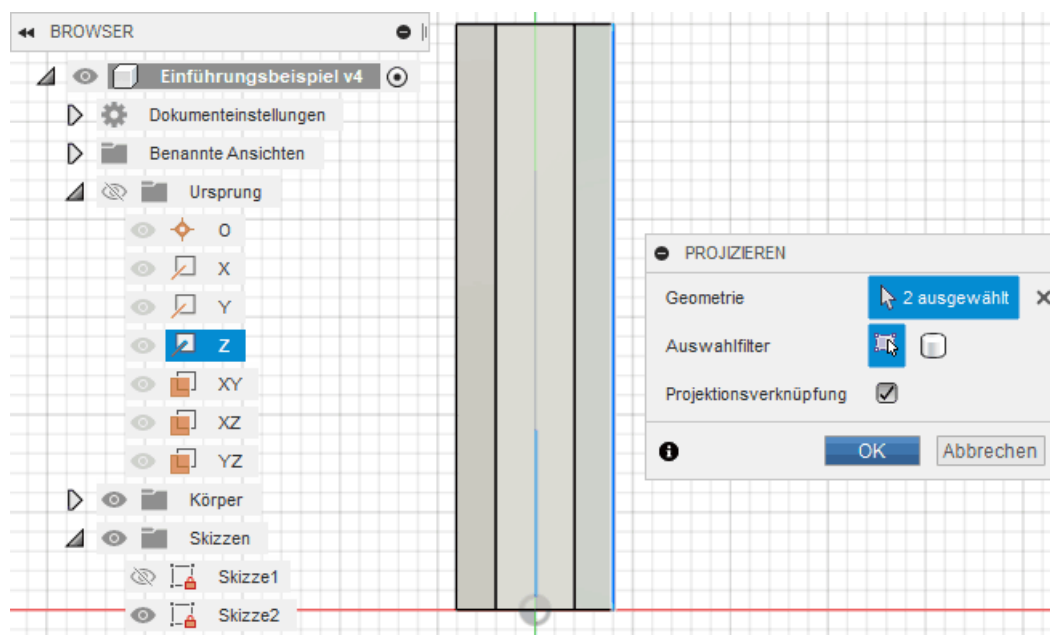 BROWSER
Einführungsbeispiel v4
Dokumenteinstellungen
Benannte Ansichten
Ursprung
O
X
Y
Z
XY
XZ
YZ
Körper
Skizzen
Skizze1
Skizze2
PROJIZIEREN
Geometrie 2 ausgewählt
Auswahlfilter
Projektionsverknüpfung
OK Abbrechen